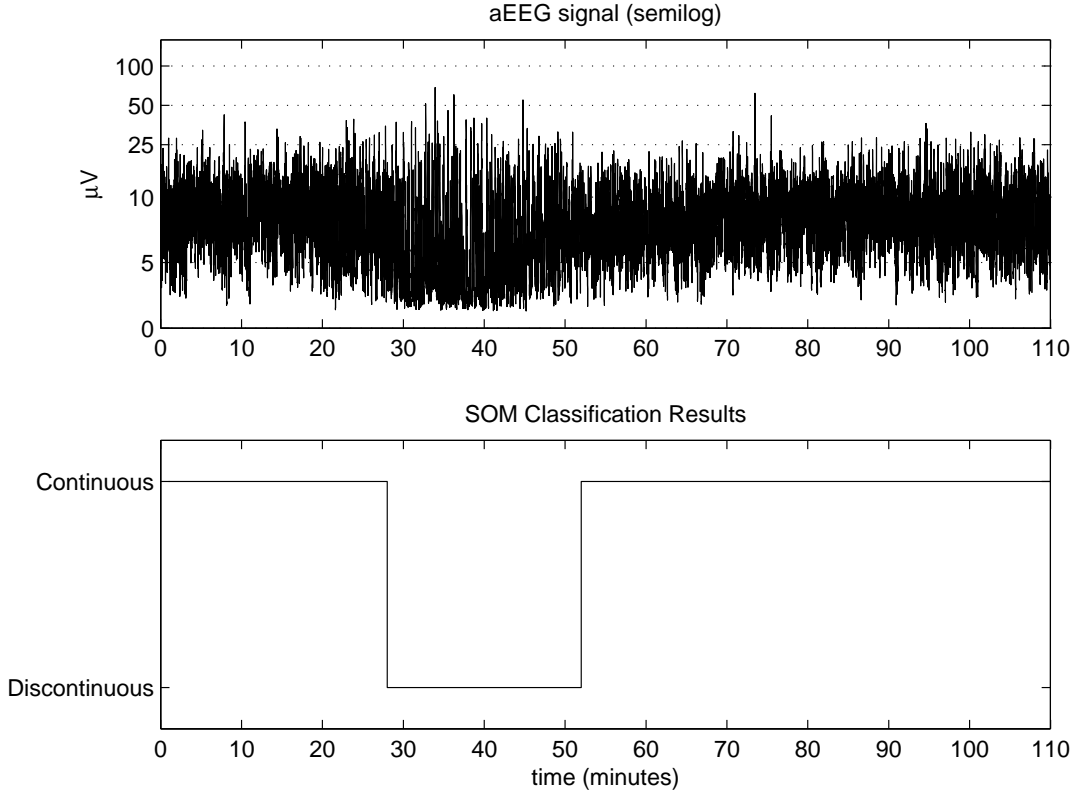 aEEG signal (semilog)
100
50
25
10
5
0
μV
0 10 20 30 40 50 60 70 80 90 100 110
SOM Classification Results
Continuous
Discontinuous
0 10 20 30 40 50 60 70 80 90 100 110
time (minutes)